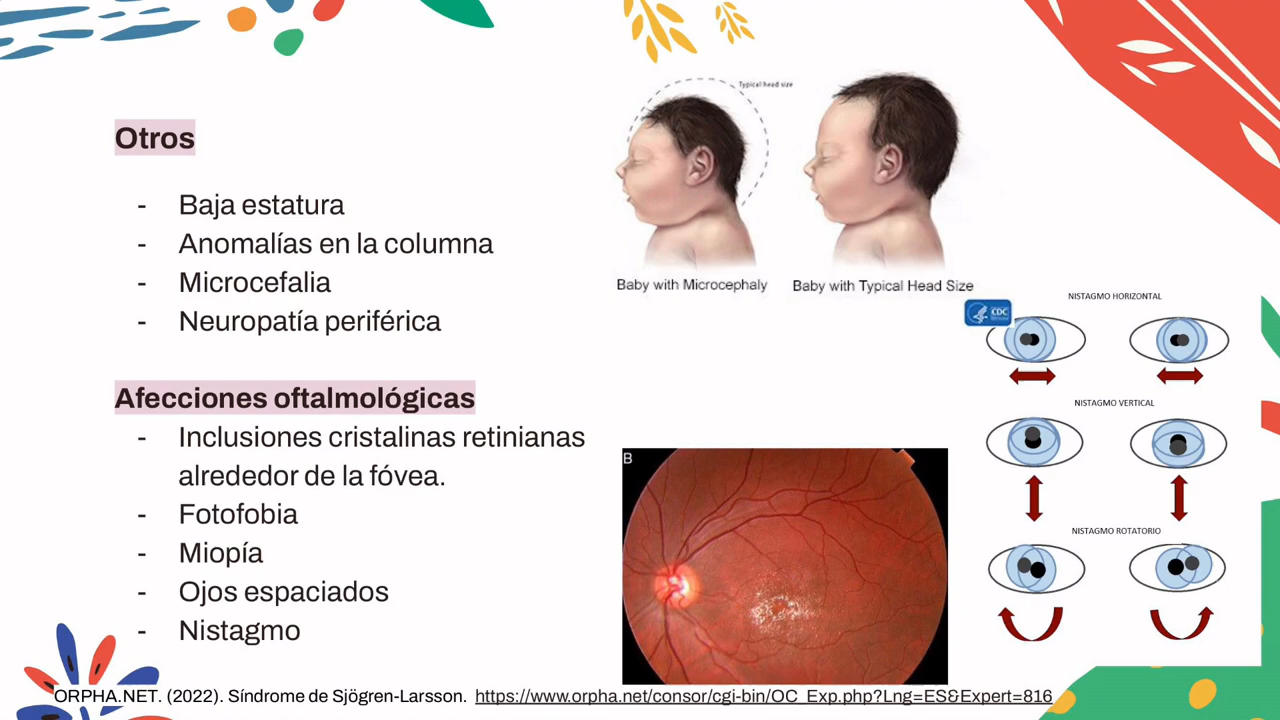 Otros
- Baja estatura
- Anomalías en la columna
- Microcefalia
- Neuropatía periférica
Afecciones oftalmológicas
- Inclusiones cristalinas retinianas
alrededor de la fóvea.
- Fotofobia
- Miopía
- Ojos espaciados
- Nistagmo
Typical head size
Baby with Microcephaly
Baby with Typical Head Size
CDC
NISTAGMO HORIZONTAL
NISTAGMO VERTICAL
NISTAGMO ROTATORIO
B
ORPHA.NET. (2022). Síndrome de Sjögren-Larsson. https://www.orpha.net/consor/cgi-bin/OC_Exp.php?Lng=ES&Expert=816